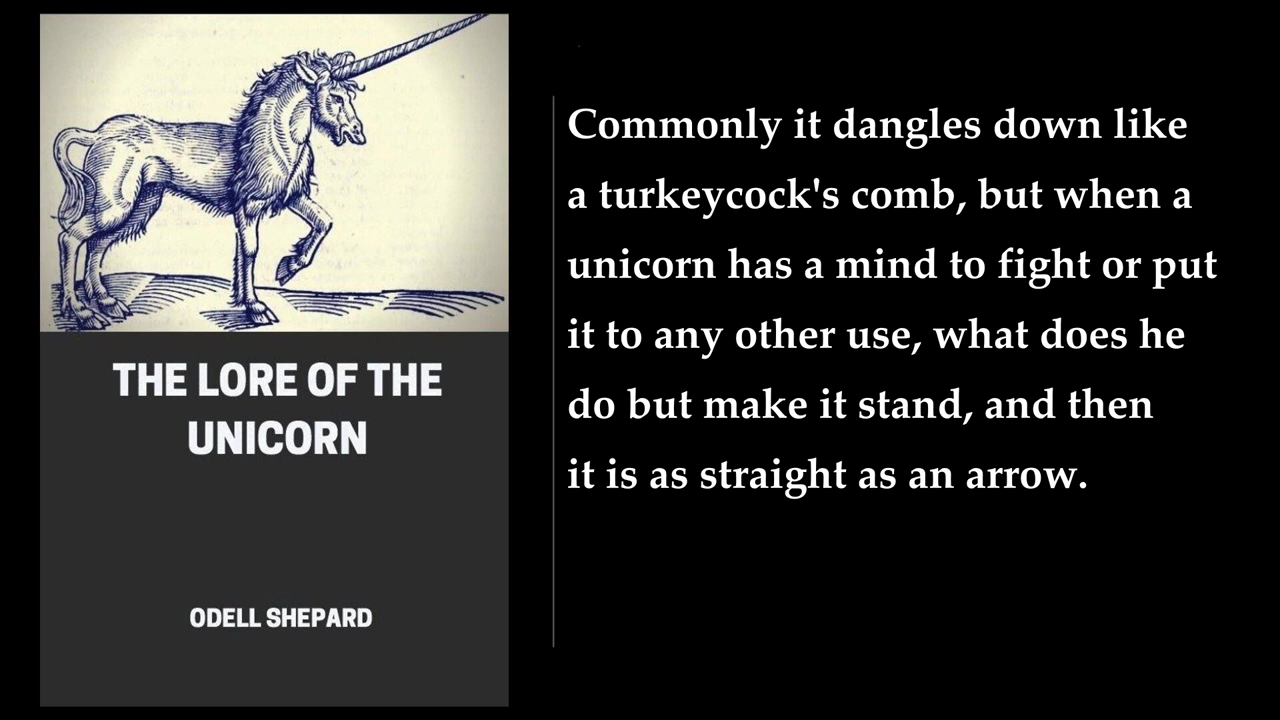 THE LORE OF THE
UNICORN
ODELL SHEPARD
Commonly it dangles down like
a turkeycock's comb, but when a
unicorn has a mind to fight or put
it to any other use, what does he
do but make it stand, and then
it is as straight as an arrow.